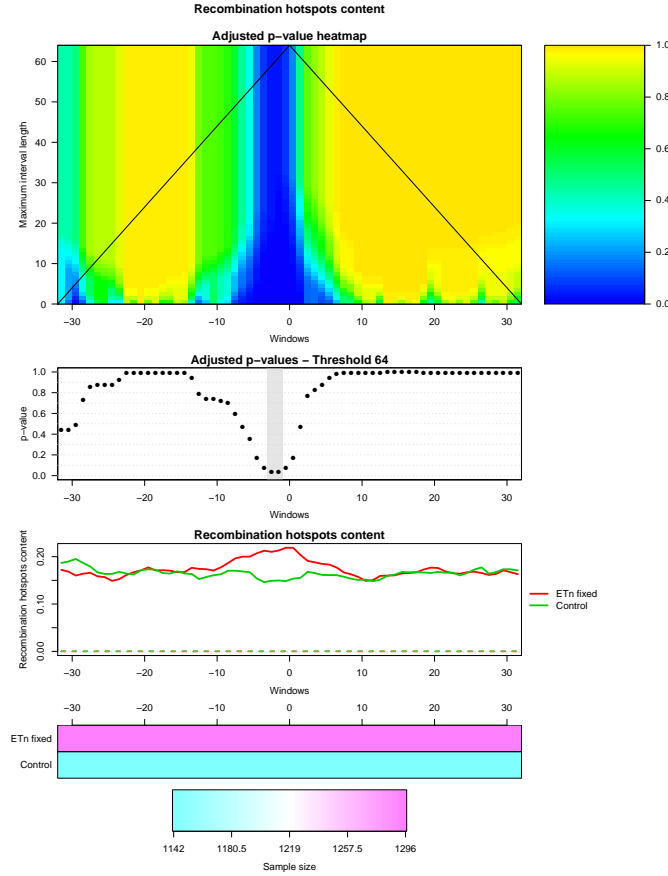 Recombination hotspots content
Adjusted p−value heatmap
Maximum interval length
60
50
40
30
20
10
0
1.0
0.8
0.6
0.4
0.2
0.0
−30 −20 −10 0 10 20 30
Windows
Adjusted p−values − Threshold 64
p−value
1.0
0.8
0.6
0.4
0.2
0.0
−30 −20 −10 0 10 20 30
Windows
Recombination hotspots content
Recombination hotspots content
0.20
0.10
0.00
ETn fixed
Control
−30 −20 −10 0 10 20 30
Windows
−30 −20 −10 0 10 20 30
ETn fixed
Control
1142 1180.5 1219 1257.5 1296
Sample size